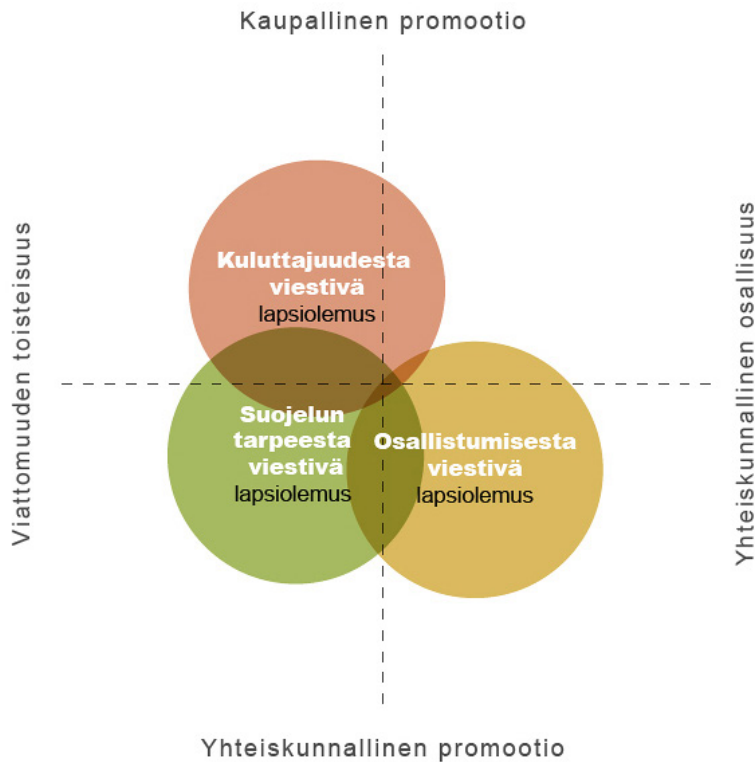 Kaupallinen promootio
Viattomuuden toisteisuus
Yhteiskunnallinen osallisuus
Kuluttajuudesta
viestivä
lapsiolemus
Suojelun
tarpeesta
viestivä
lapsiolemus
Osallistumisesta
viestivä
lapsiolemus
Yhteiskunnallinen promootio